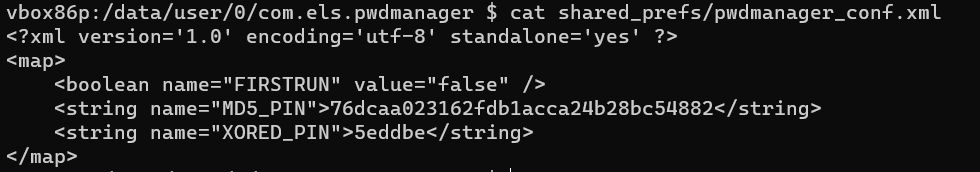 vbox86p:/data/user/0/com.els.pwdmanager $ cat shared_prefs/pwdmanager_conf.xml
<?xml version='1.0' encoding='utf-8' standalone='yes' ?>
<map>
    <boolean name="FIRSTRUN" value="false" />
    <string name="MD5_PIN">76dcaa023162fdb1acca24b28bc54882</string>
    <string name="XORED_PIN">5eddbe</string>
</map>